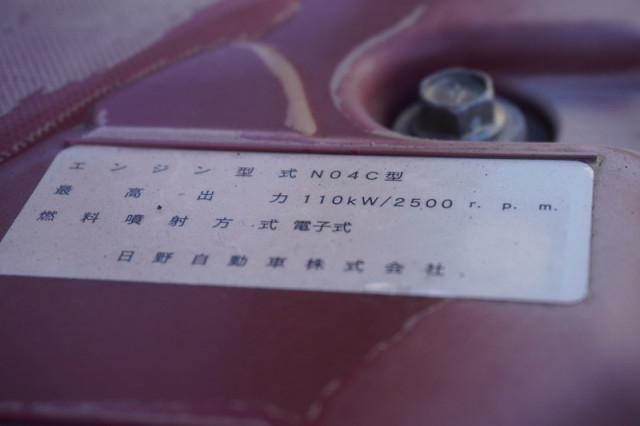 エンジン型式 N04C型
最高出力 110kW/2500 r. p. m.
燃料噴射方式 電子式
日野自動車株式会社